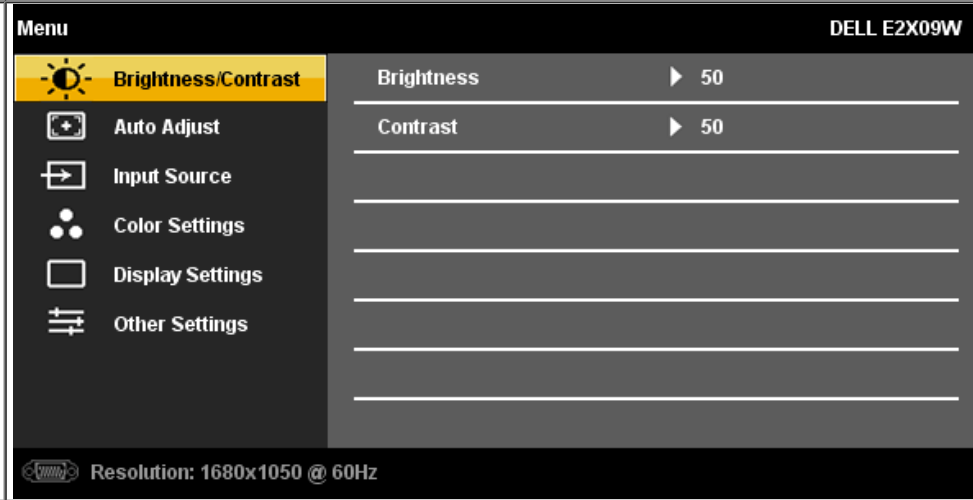 Menu DELL E2X09W
Brightness/Contrast Brightness 50
Auto Adjust Contrast 50
Input Source
Color Settings
Display Settings
Other Settings
Resolution: 1680x1050 @ 60Hz